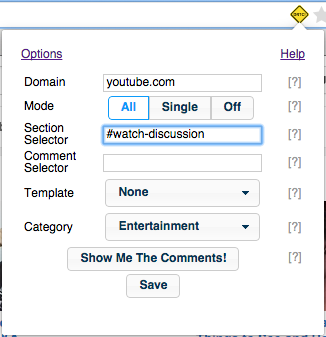 Options Help
Domain youtube.com [?]
Mode All Single Off [?]
Section Selector #watch-discussion [?]
Comment Selector [?]
Template None [?]
Category Entertainment [?]
Show Me The Comments! [?]
Save